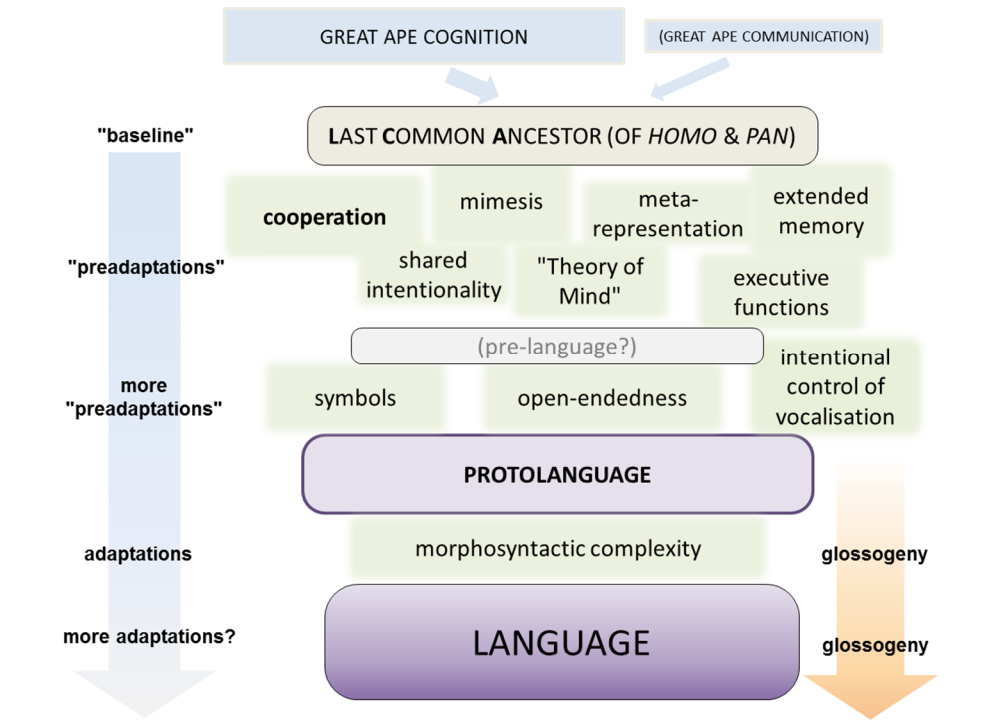 GREAT APE COGNITION
(GREAT APE COMMUNICATION)
"baseline"
LAST COMMON ANCESTOR (OF HOMO & PAN)
cooperation
mimesis
meta-
representation
extended
memory
"preadaptations"
shared
intentionality
"Theory of
Mind"
executive
functions
(pre-language?)
more
"preadaptations"
symbols
open-endedness
intentional
control of
vocalisation
PROTOLANGUAGE
adaptations
morphosyntactic complexity
glossogeny
more adaptations?
LANGUAGE
glossogeny